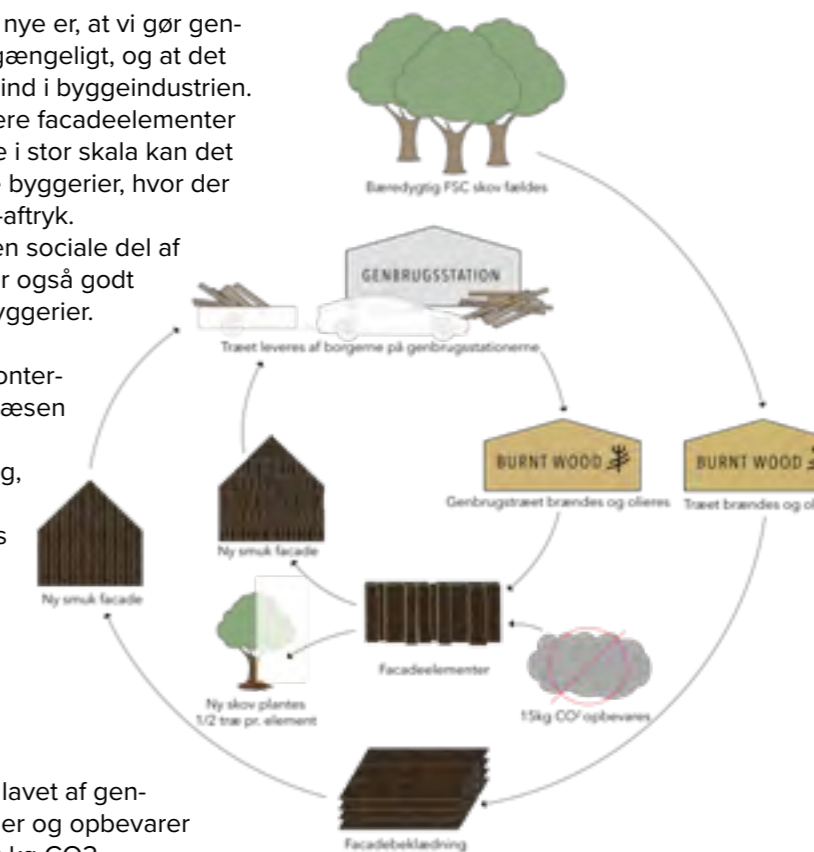 nye er, at vi gør gen-
gængeligt, og at det
ind i byggeindustrien.
ere facadeelementer
e i stor skala kan det
byggerier, hvor der
-aftryk.
en sociale del af
r også godt
yggerier.
onter-
æsen
g,
s
lavet af gen-
er og opbevarer
kg CO2
Bæredygtig FSC skov fældes
GENBRUGSSTATION
Træet leveres af borgerne på genbrugsstationerne
BURNT WOOD
Genbrugstræet brændes og olieres
BURNT WOOD
Træet brændes og ol
Ny smuk facade
Ny smuk facade
Facadeelementer
Ny skov plantes
1/2 træ pr. element
15kg CO² opbevares
Facadebeklædning